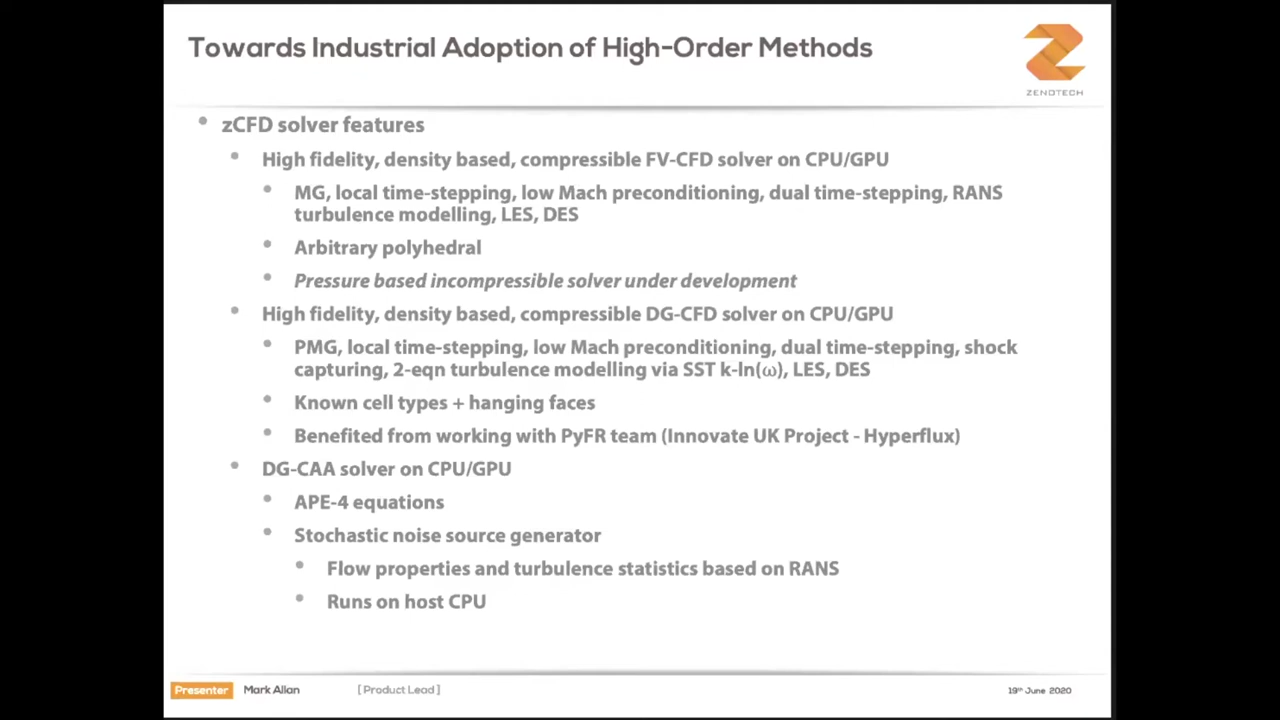 Towards Industrial Adoption of High-Order Methods
ZENOTECH
• zCFD solver features
• High fidelity, density based, compressible FV-CFD solver on CPU/GPU
• MG, local time-stepping, low Mach preconditioning, dual time-stepping, RANS
turbulence modelling, LES, DES
• Arbitrary polyhedral
• Pressure based incompressible solver under development
• High fidelity, density based, compressible DG-CFD solver on CPU/GPU
• PMG, local time-stepping, low Mach preconditioning, dual time-stepping, shock
capturing, 2-eqn turbulence modelling via SST k-ln(ω), LES, DES
• Known cell types + hanging faces
• Benefited from working with PyFR team (Innovate UK Project - Hyperflux)
• DG-CAA solver on CPU/GPU
• APE-4 equations
• Stochastic noise source generator
• Flow properties and turbulence statistics based on RANS
• Runs on host CPU
Presenter Mark Allan [ Product Lead ] 19th June 2020